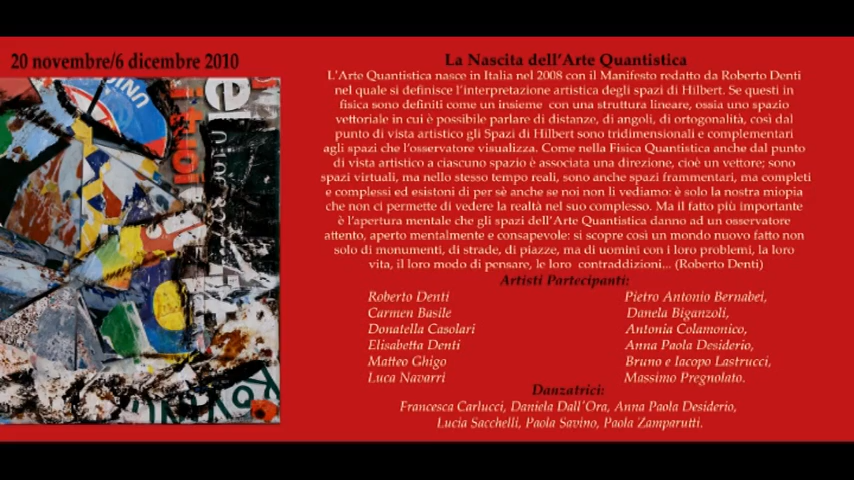 20 novembre/6 dicembre 2010
La Nascita dell'Arte Quantistica
L'Arte Quantistica nasce in Italia nel 2008 con il Manifesto redatto da Roberto Denti
nel quale si definisce l'interpretazione artistica degli spazi di Hilbert. Se questi in
fisica sono definiti come un insieme con una struttura lineare, ossia uno spazio
vettoriale in cui è possibile parlare di distanze, di angoli, di ortogonalità, così dal
punto di vista artistico gli Spazi di Hilbert sono tridimensionali e complementari
agli spazi che l'osservatore visualizza. Come nella Fisica Quantistica anche dal punto
di vista artistico a ciascuno spazio è associata una direzione, cioè un vettore; sono
spazi virtuali, ma nello stesso tempo reali, sono anche spazi frammentari, ma completi
e complessi ed esistoni di per sè anche se noi non li vediamo: è solo la nostra miopia
che non ci permette di vedere la realtà nel suo complesso. Ma il fatto più importante
è l'apertura mentale che gli spazi dell'Arte Quantistica danno ad un osservatore
attento, aperto mentalmente e consapevole: si scopre così un mondo nuovo fatto non
solo di monumenti, di strade, di piazze, ma di uomini con i loro problemi, la loro
vita, il loro modo di pensare, le loro contraddizioni... (Roberto Denti)
Artisti Partecipanti:
Roberto Denti
Carmen Basile
Donatella Casolari
Elisabetta Denti
Matteo Ghigo
Luca Navarri
Pietro Antonio Bernabei,
Danela Biganzoli,
Antonia Colamonico,
Anna Paola Desiderio,
Bruno e Iacopo Lastrucci,
Massimo Pregnolato.
Danzatrici:
Francesca Carlucci, Daniela Dall'Ora, Anna Paola Desiderio,
Lucia Sacchelli, Paola Savino, Paola Zamparutti.